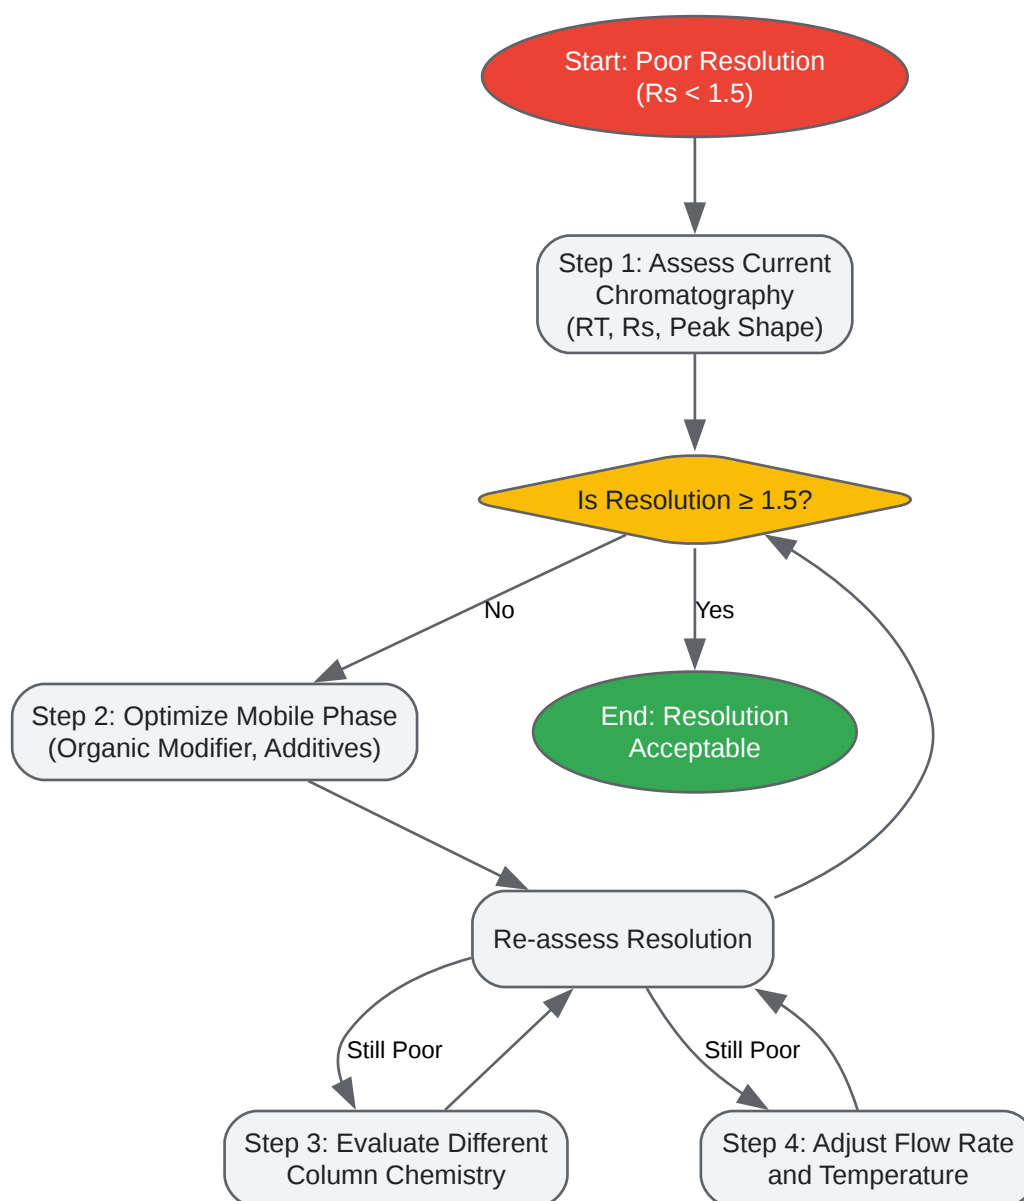 Start: Poor Resolution
(Rs < 1.5)
Step 1: Assess Current
Chromatography
(RT, Rs, Peak Shape)
Is Resolution ≥ 1.5?
No
Yes
Step 2: Optimize Mobile Phase
(Organic Modifier, Additives)
End: Resolution
Acceptable
Re-assess Resolution
Still Poor
Still Poor
Step 3: Evaluate Different
Column Chemistry
Step 4: Adjust Flow Rate
and Temperature